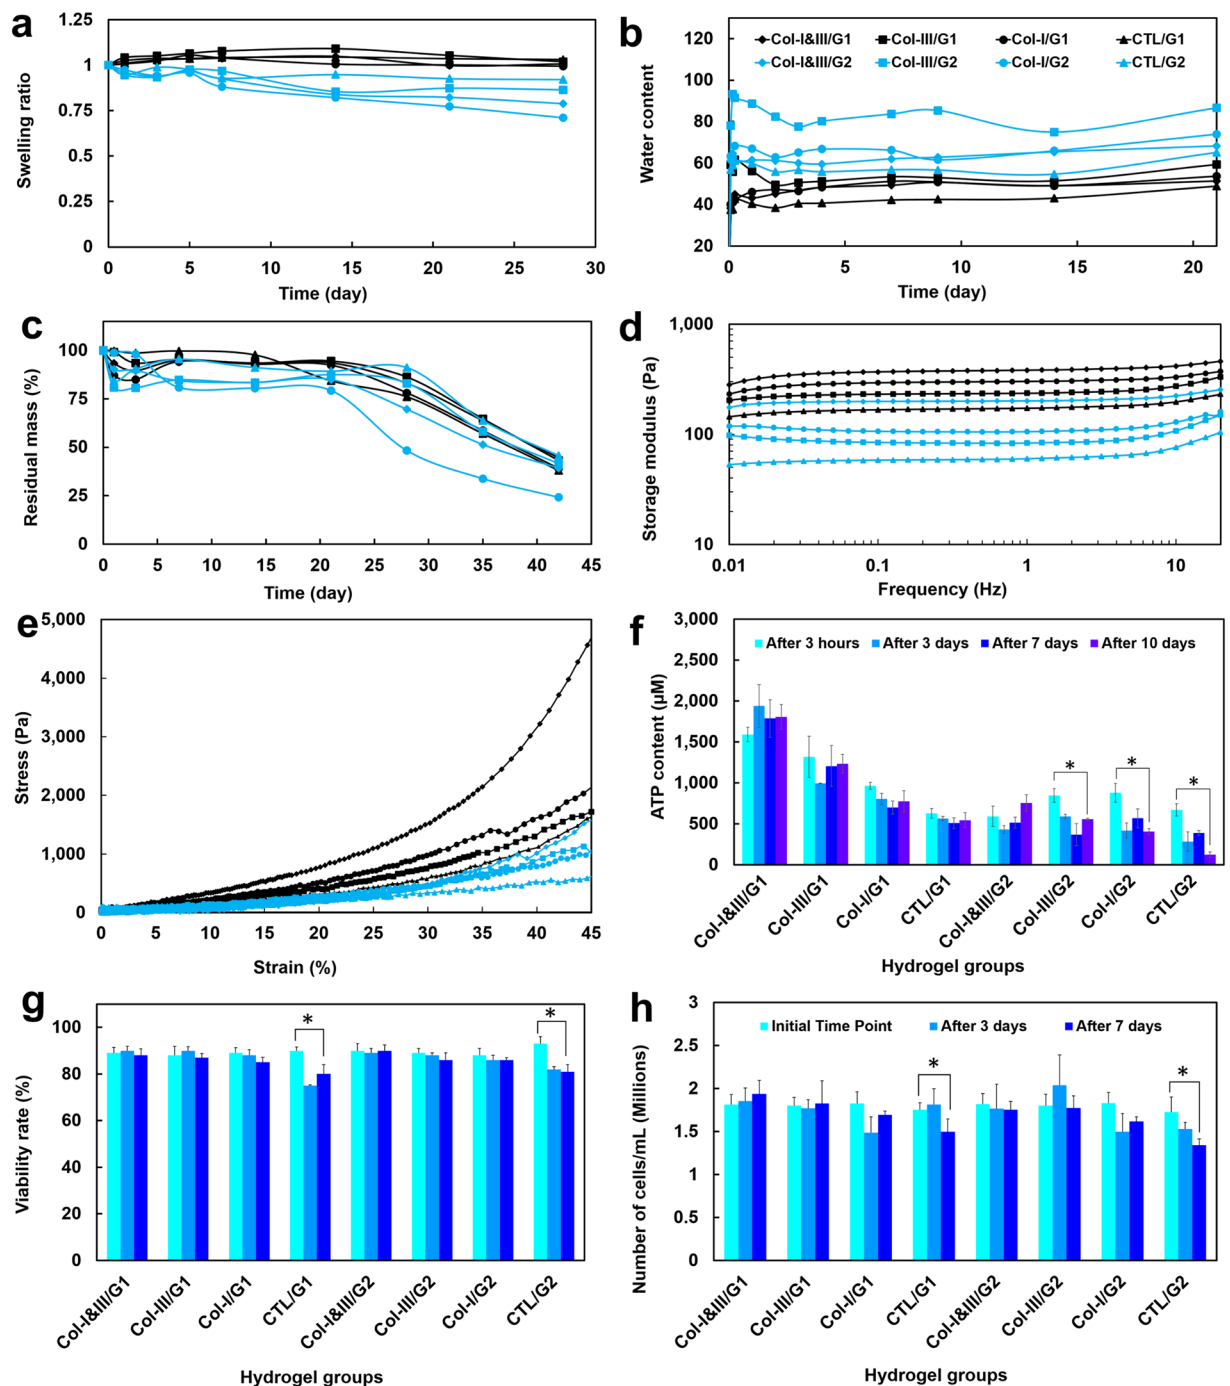 a
1.25
1
0.75
0.5
0.25
0
Swelling ratio
0 5 10 15 20 25 30
Time (day)
b
Col-I&III/G1 Col-III/G1 Col-I/G1 CTL/G1
Col-I&III/G2 Col-III/G2 Col-I/G2 CTL/G2
120
100
80
60
40
20
Water content
0 5 10 15 20
Time (day)
c
100
75
50
25
0
Residual mass (%)
0 5 10 15 20 25 30 35 40 45
Time (day)
d
1,000
100
10
Storage modulus (Pa)
0.01 0.1 1 10
Frequency (Hz)
e
5,000
4,000
3,000
2,000
1,000
0
Stress (Pa)
0 5 10 15 20 25 30 35 40 45
Strain (%)
f
After 3 hours After 3 days After 7 days After 10 days
3,000
2,500
2,000
1,500
1,000
500
0
ATP content (µM)
* * *
Col-I&III/G1 Col-III/G1 Col-I/G1 CTL/G1 Col-I&III/G2 Col-III/G2 Col-I/G2 CTL/G2
Hydrogel groups
g
100
80
60
40
20
0
Viability rate (%)
* *
Col-I&III/G1 Col-III/G1 Col-I/G1 CTL/G1 Col-I&III/G2 Col-III/G2 Col-I/G2 CTL/G2
Hydrogel groups
h
Initial Time Point After 3 days After 7 days
3
2.5
2
1.5
1
0.5
0
Number of cells/mL (Millions)
* *
Col-I&III/G1 Col-III/G1 Col-I/G1 CTL/G1 Col-I&III/G2 Col-III/G2 Col-I/G2 CTL/G2
Hydrogel groups